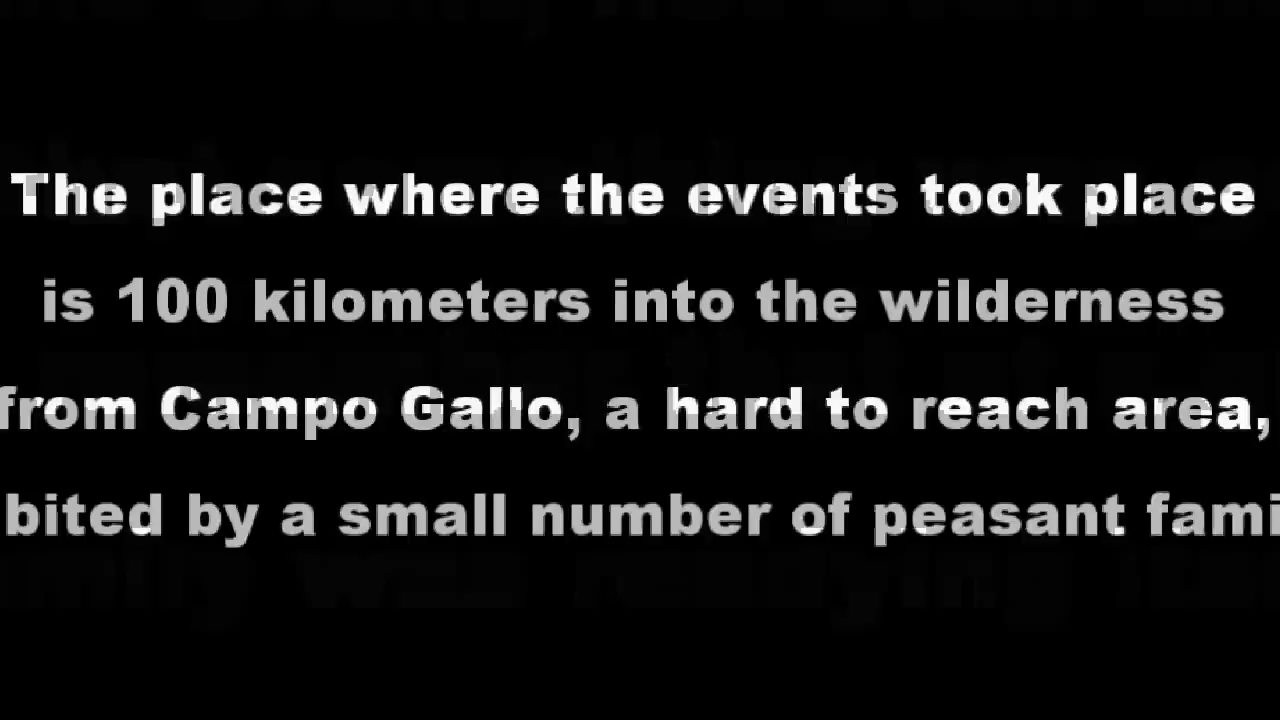 The place where the events took place
is 100 kilometers into the wilderness
from Campo Gallo, a hard to reach area,
bited by a small number of peasant fami